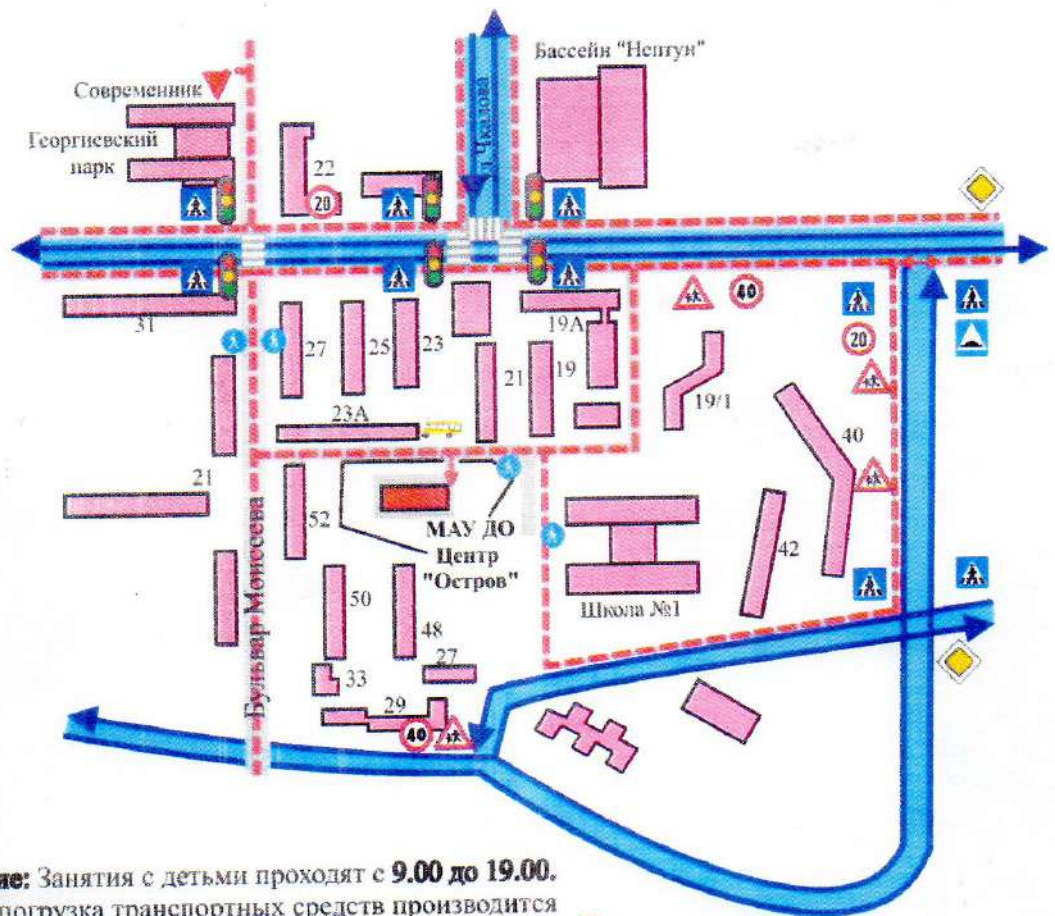 Бассейн "Нептун"
Современник
Георгиевский
парк
л Чкалова
22
20
31
27
25
23
19А
21
19
40
20
19/1
23А
40
21
52
МАУ ДО
Центр
"Остров"
42
Бульвар Моисеева
50
48
Школа №1
27
33
29
40
ие: Занятия с детьми проходят с 9.00 до 19.00.
погрузка транспортных средств производится